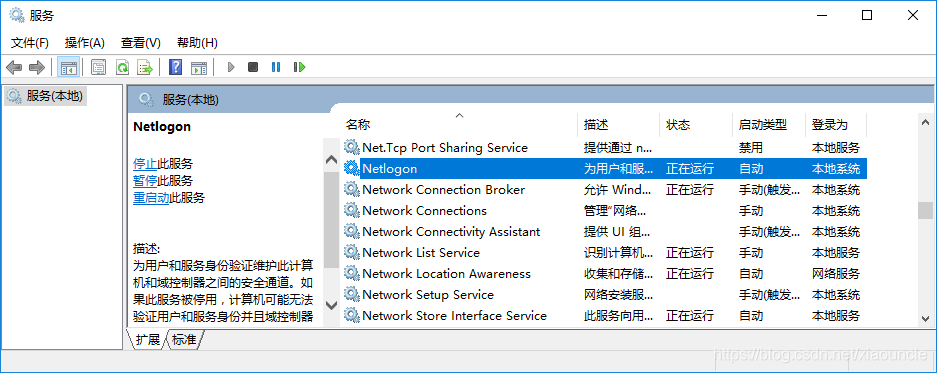 服务
文件(F) 操作(A) 查看(V) 帮助(H)
服务(本地)
服务(本地)
Netlogon
停止此服务
暂停此服务
重启动此服务
描述:
为用户和服务身份验证维护此计算
机和域控制器之间的安全通道。如
果此服务被停用，计算机可能无法
验证用户和服务身份并且域控制器
名称 描述 状态 启动类型 登录为
Net.Tcp Port Sharing Service 提供通过 n... 禁用 本地服务
Netlogon 为用户和服... 正在运行 自动 本地系统
Network Connection Broker 允许 Wind... 正在运行 手动(触发... 本地系统
Network Connections 管理"网络... 手动 本地系统
Network Connectivity Assistant 提供 UI 组... 手动(触发... 本地系统
Network List Service 识别计算机... 正在运行 手动 本地服务
Network Location Awareness 收集和存储... 正在运行 自动 网络服务
Network Setup Service 网络安装服... 手动(触发... 本地系统
Network Store Interface Service 此服务向用... 正在运行 自动 本地服务
扩展 标准
https://blog.csdn.net/xiaouncle